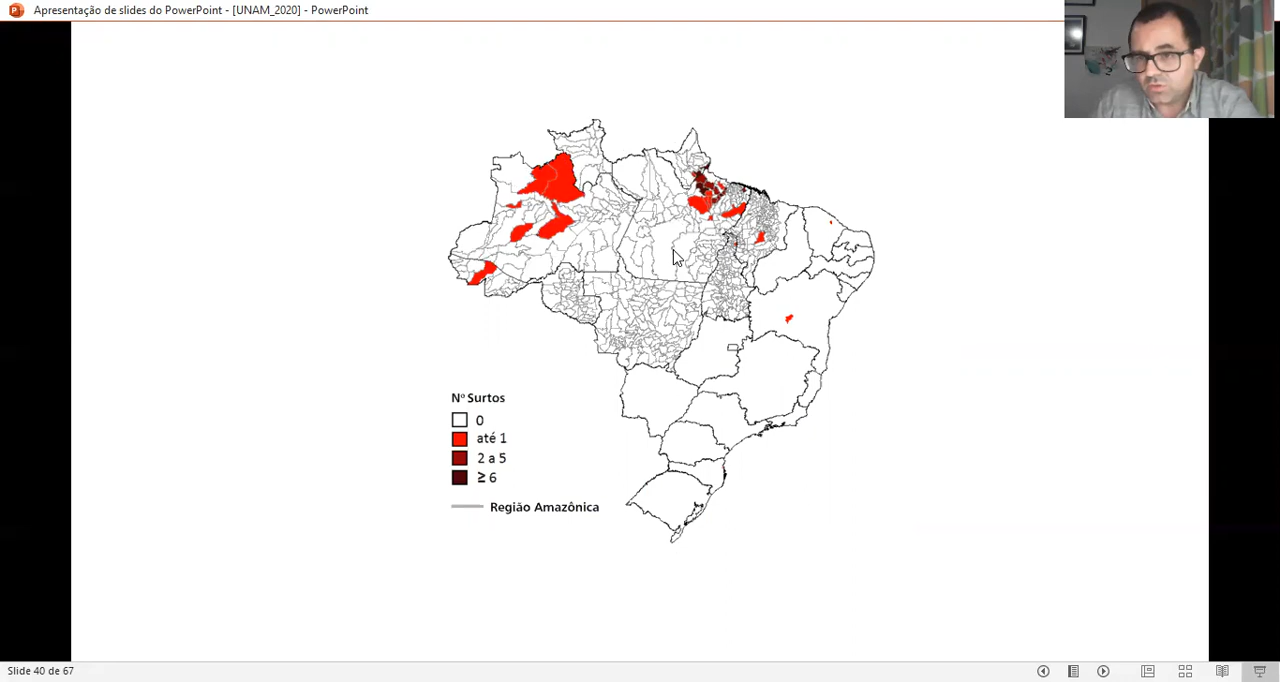 Apresentação de slides do PowerPoint - [UNAM_2020] - PowerPoint
Nº Surtos
0
até 1
2 a 5
≥ 6
Região Amazônica
Slide 40 de 67